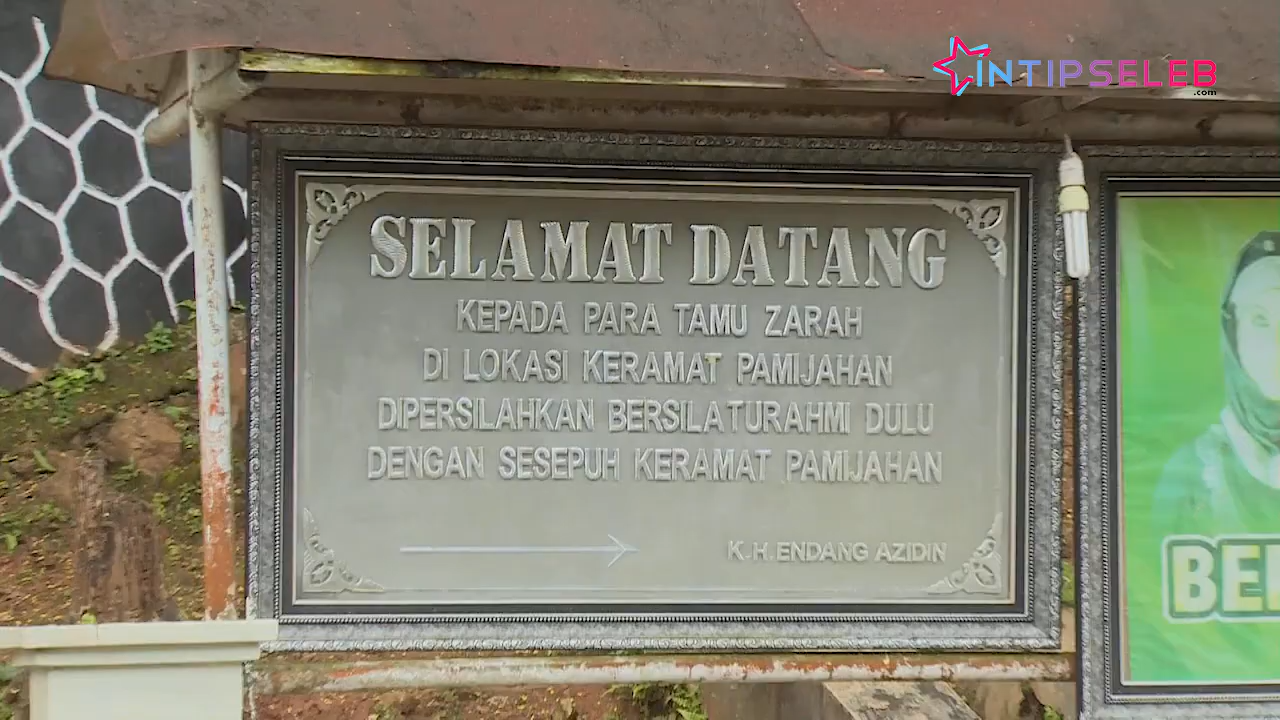 INTIPSELEB
.com
SELAMAT DATANG
KEPADA PARA TAMU ZARAH
DI LOKASI KERAMAT PAMIJAHAN
DIPERSILAHKAN BERSILATURAHMI DULU
DENGAN SESEPUH KERAMAT PAMIJAHAN
K.H. ENDANG AZIDIN